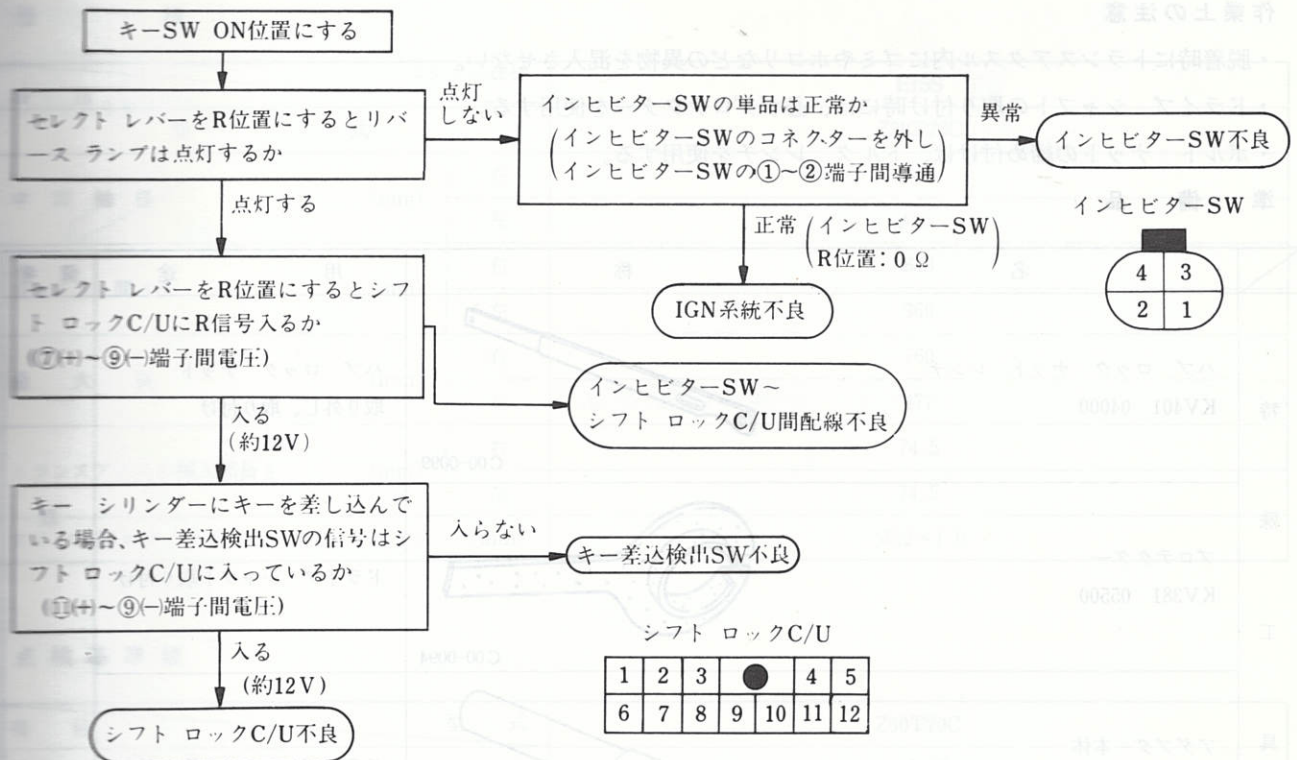 キーSW ON位置にする
セレクト レバーをR位置にするとリバ
ース ランプは点灯するか
点灯
しない
インヒビターSWの単品は正常か
(インヒビターSWのコネクターを外し
インヒビターSWの①〜②端子間導通)
異常
インヒビターSW不良
点灯する
正常 (インヒビターSW
R位置:0 Ω)
インヒビターSW
4 3
2 1
IGN系統不良
セレクト レバーをR位置にするとシフ
ト ロックC/UにR信号入るか
(⑦(+)〜⑨(−)端子間電圧)
インヒビターSW〜
シフト ロックC/U間配線不良
入る
(約12V)
キー シリンダーにキーを差し込んで
いる場合、キー差込検出SWの信号はシ
フト ロックC/Uに入っているか
(⑪(+)〜⑨(−)端子間電圧)
入らない
キー差込検出SW不良
入る
(約12V)
シフト ロックC/U不良
シフト ロックC/U
1 2 3 4 5
6 7 8 9 10 11 12